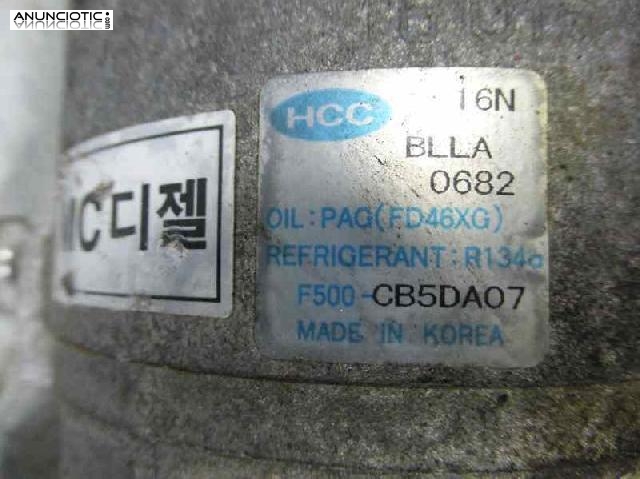 ANUNCIOTIC.com
HCC
16N
BLLA
0682
MC디젤
OIL:PAG(FD46XG)
REFRIGERANT:R134a
F500-CB5DA07
MADE IN KOREA